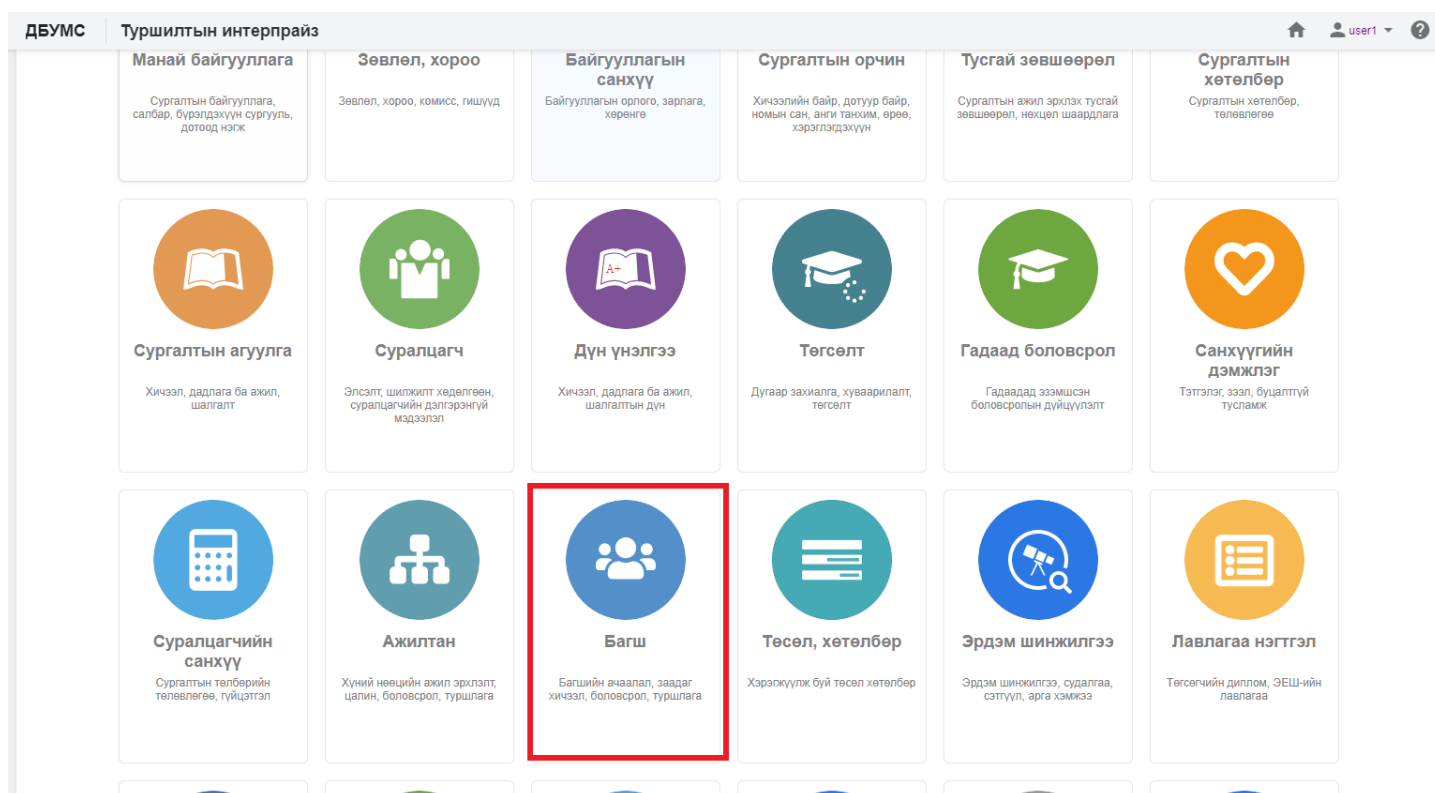 ДБУМС Туршилтын интерпрайз user1
Манай байгууллага
Сургалтын байгууллага,
салбар, бүрэлдэхүүн сургууль,
дотоод нэгж
Зөвлөл, хороо
Зөвлөл, хороо, комисс, гишүүд
Байгууллагын
санхүү
Байгууллагын орлого, зарлага,
хөрөнгө
Сургалтын орчин
Хичээлийн байр, дотуур байр,
номын сан, анги танхим, өрөө,
хэрэглэгдэхүүн
Тусгай зөвшөөрөл
Сургалтын ажил эрхлэх тусгай
зөвшөөрөл, нөхцөл шаардлага
Сургалтын
хөтөлбөр
Сургалтын хөтөлбөр,
төлөвлөгөө
Сургалтын агуулга
Хичээл, дадлага ба ажил,
шалгалт
Суралцагч
Элсэлт, шилжилт хөдөлгөөн,
суралцагчийн дэлгэрэнгүй
мэдээлэл
A+
Дүн үнэлгээ
Хичээл, дадлага ба ажил,
шалгалтын дүн
Төгсөлт
Дугаар захиалга, хуваарилалт,
төгсөлт
Гадаад боловсрол
Гадаадад эзэмшсэн
боловсролын дүйцүүлэлт
Санхүүгийн
дэмжлэг
Тэтгэлэг, зээл, буцалтгүй
тусламж
Суралцагчийн
санхүү
Сургалтын төлбөрийн
төлөвлөгөө, гүйцэтгэл
Ажилтан
Хүний нөөцийн ажил эрхлэлт,
цалин, боловсрол, туршлага
Багш
Багшийн ачаалал, заадаг
хичээл, боловсрол, туршлага
Төсөл, хөтөлбөр
Хэрэгжүүлж буй төсөл хөтөлбөр
Эрдэм шинжилгээ
Эрдэм шинжилгээ, судалгаа,
сэтгүүл, арга хэмжээ
Лавлагаа нэгтгэл
Төгсөгчийн диплом, ЭЕШ-ийн
лавлагаа